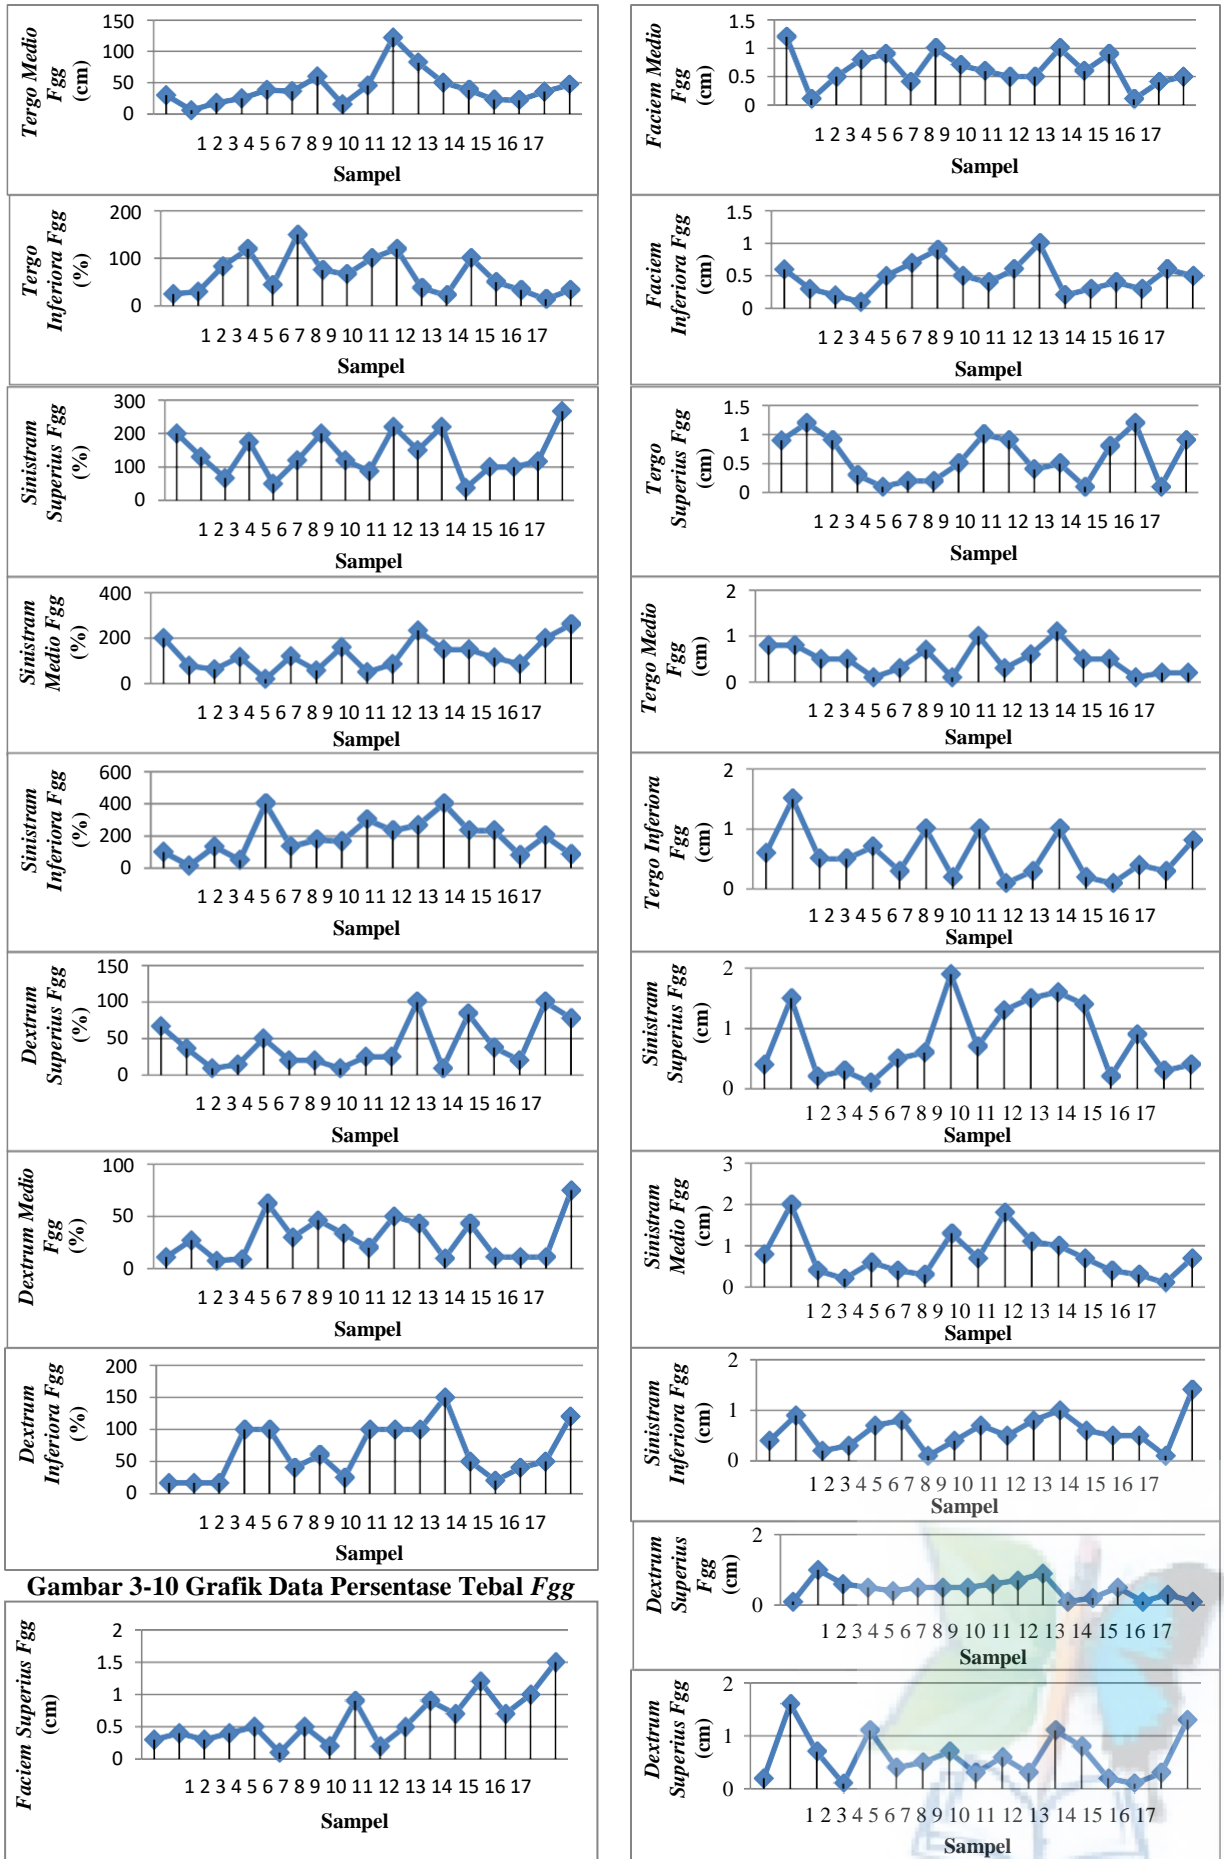 Tergo Medio
Fgg
(cm)
150
100
50
0
1 2 3 4 5 6 7 8 9 10 11 12 13 14 15 16 17
Sampel
Tergo
Inferiora Fgg
(%)
200
100
0
1 2 3 4 5 6 7 8 9 10 11 12 13 14 15 16 17
Sampel
Sinistram
Superius Fgg
(%)
300
200
100
0
1 2 3 4 5 6 7 8 9 10 11 12 13 14 15 16 17
Sampel
Sinistram
Medio Fgg
(%)
400
200
0
1 2 3 4 5 6 7 8 9 10 11 12 13 14 15 16 17
Sampel
Sinistram
Inferiora Fgg
(%)
600
400
200
0
1 2 3 4 5 6 7 8 9 10 11 12 13 14 15 16 17
Sampel
Dextrum
Superius Fgg
(%)
150
100
50
0
1 2 3 4 5 6 7 8 9 10 11 12 13 14 15 16 17
Sampel
Dextrum Medio
Fgg
(%)
100
50
0
1 2 3 4 5 6 7 8 9 10 11 12 13 14 15 16 17
Sampel
Dextrum
Inferiora Fgg
(%)
200
150
100
50
0
1 2 3 4 5 6 7 8 9 10 11 12 13 14 15 16 17
Sampel
Gambar 3-10 Grafik Data Persentase Tebal Fgg
Faciem Superius Fgg
(cm)
2
1.5
1
0.5
0
1 2 3 4 5 6 7 8 9 10 11 12 13 14 15 16 17
Sampel
Faciem Medio
Fgg
(cm)
1.5
1
0.5
0
1 2 3 4 5 6 7 8 9 10 11 12 13 14 15 16 17
Sampel
Faciem
Inferiora Fgg
(cm)
1.5
1
0.5
0
1 2 3 4 5 6 7 8 9 10 11 12 13 14 15 16 17
Sampel
Tergo
Superius Fgg
(cm)
1.5
1
0.5
0
1 2 3 4 5 6 7 8 9 10 11 12 13 14 15 16 17
Sampel
Tergo Medio
Fgg
(cm)
2
1
0
1 2 3 4 5 6 7 8 9 10 11 12 13 14 15 16 17
Sampel
Tergo Inferiora
Fgg
(cm)
2
1
0
1 2 3 4 5 6 7 8 9 10 11 12 13 14 15 16 17
Sampel
Sinistram
Superius Fgg
(cm)
2
1
0
1 2 3 4 5 6 7 8 9 10 11 12 13 14 15 16 17
Sampel
Sinistram
Medio Fgg
(cm)
3
2
1
0
1 2 3 4 5 6 7 8 9 10 11 12 13 14 15 16 17
Sampel
Sinistram
Inferiora Fgg
(cm)
2
1
0
1 2 3 4 5 6 7 8 9 10 11 12 13 14 15 16 17
Sampel
Dextrum
Superius
Fgg
(cm)
2
0
1 2 3 4 5 6 7 8 9 10 11 12 13 14 15 16 17
Sampel
Dextrum
Superius Fgg
(cm)
2
1
0
1 2 3 4 5 6 7 8 9 10 11 12 13 14 15 16 17
Sampel